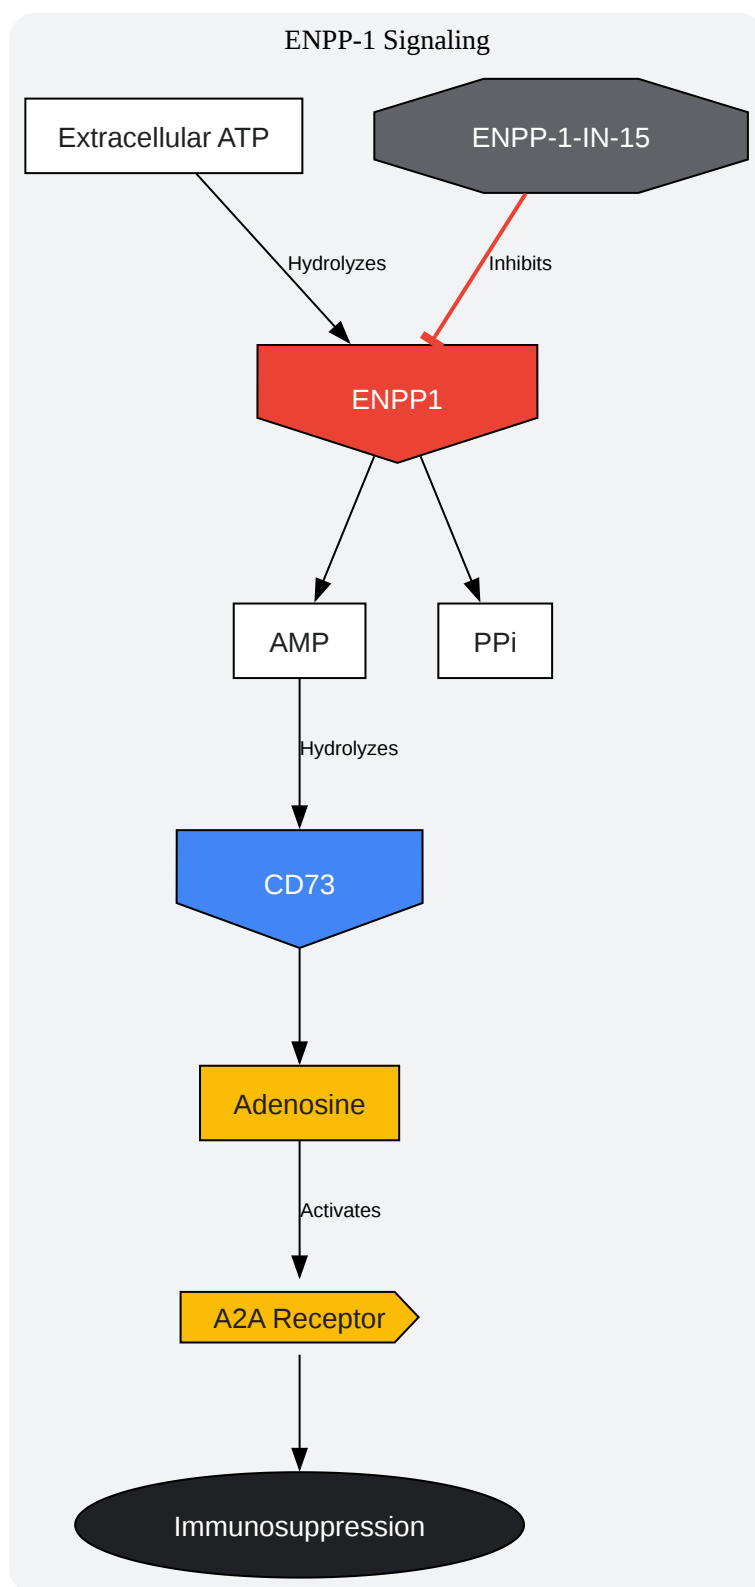 ENPP-1 Signaling
Extracellular ATP
ENPP-1-IN-15
Hydrolyzes
Inhibits
ENPP1
AMP
PPi
Hydrolyzes
CD73
Adenosine
Activates
A2A Receptor
Immunosuppression